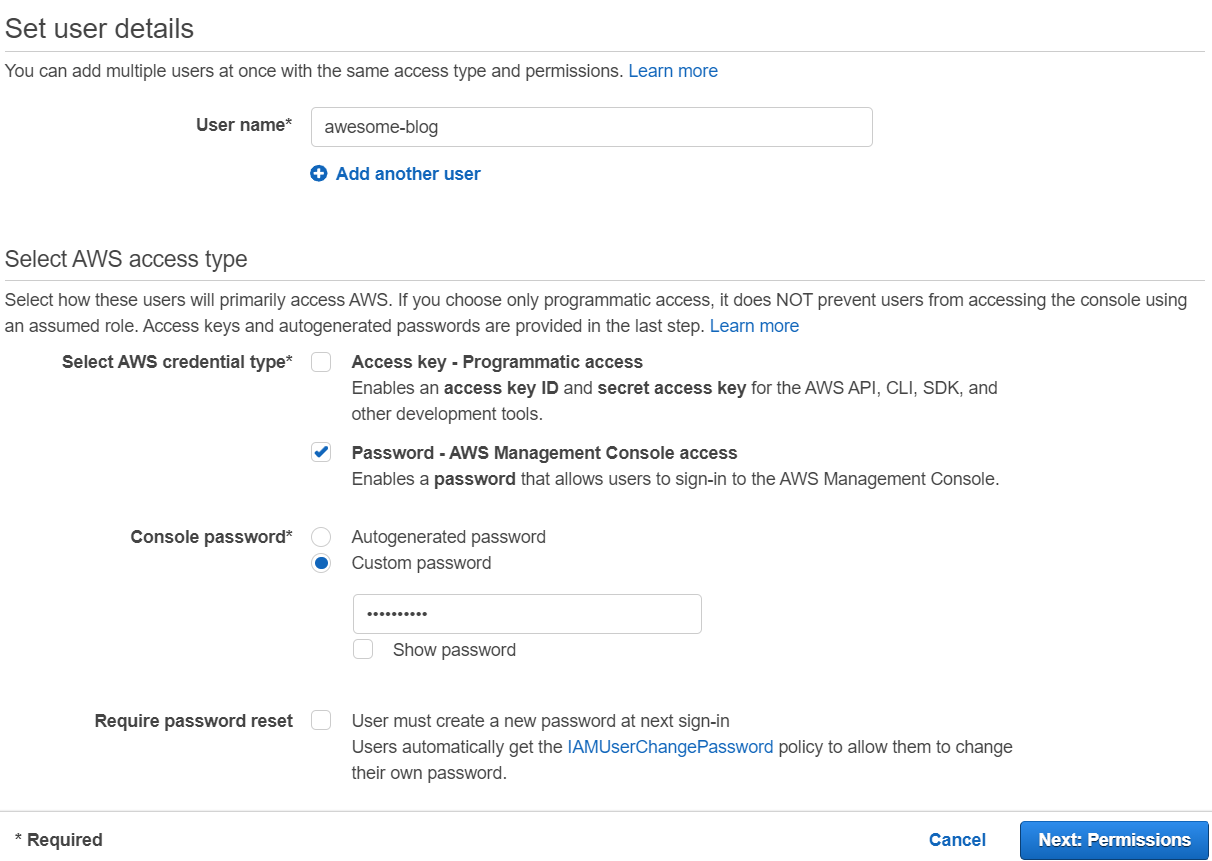 Set user details
You can add multiple users at once with the same access type and permissions. Learn more
User name* awesome-blog
Add another user
Select AWS access type
Select how these users will primarily access AWS. If you choose only programmatic access, it does NOT prevent users from accessing the console using
an assumed role. Access keys and autogenerated passwords are provided in the last step. Learn more
Select AWS credential type* Access key - Programmatic access
Enables an access key ID and secret access key for the AWS API, CLI, SDK, and
other development tools.
Password - AWS Management Console access
Enables a password that allows users to sign-in to the AWS Management Console.
Console password* Autogenerated password
Custom password
••••••••••
Show password
Require password reset User must create a new password at next sign-in
Users automatically get the IAMUserChangePassword policy to allow them to change
their own password.
* Required Cancel Next: Permissions